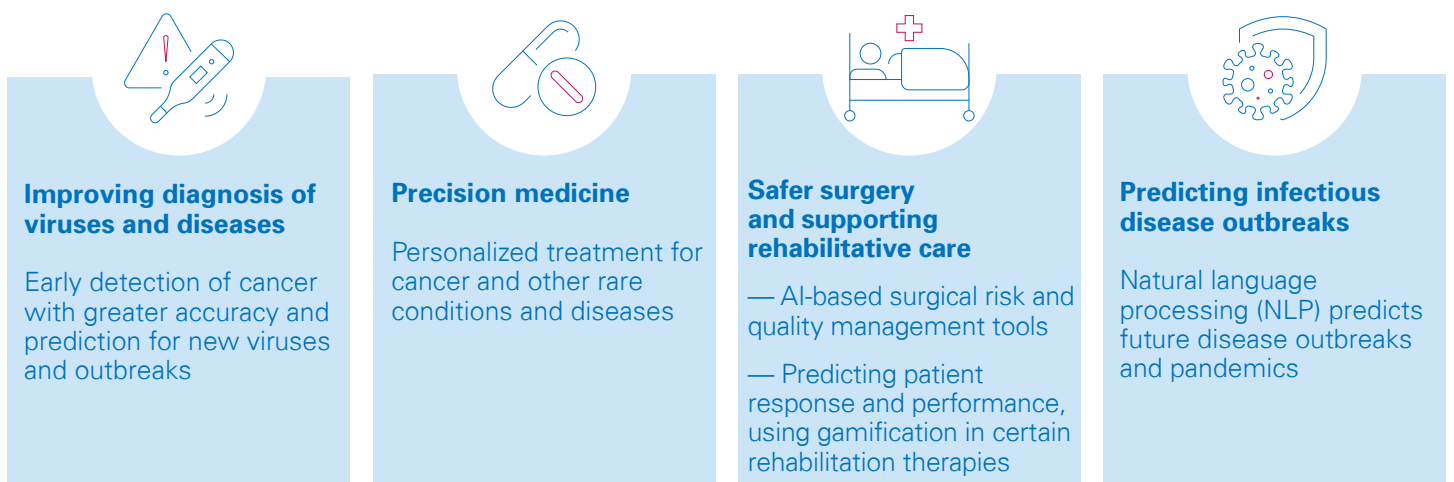 Improving diagnosis of
viruses and diseases
Early detection of cancer
with greater accuracy and
prediction for new viruses
and outbreaks
Precision medicine
Personalized treatment for
cancer and other rare
conditions and diseases
Safer surgery
and supporting
rehabilitative care
— AI-based surgical risk and
quality management tools
— Predicting patient
response and performance,
using gamification in certain
rehabilitation therapies
Predicting infectious
disease outbreaks
Natural language
processing (NLP) predicts
future disease outbreaks
and pandemics